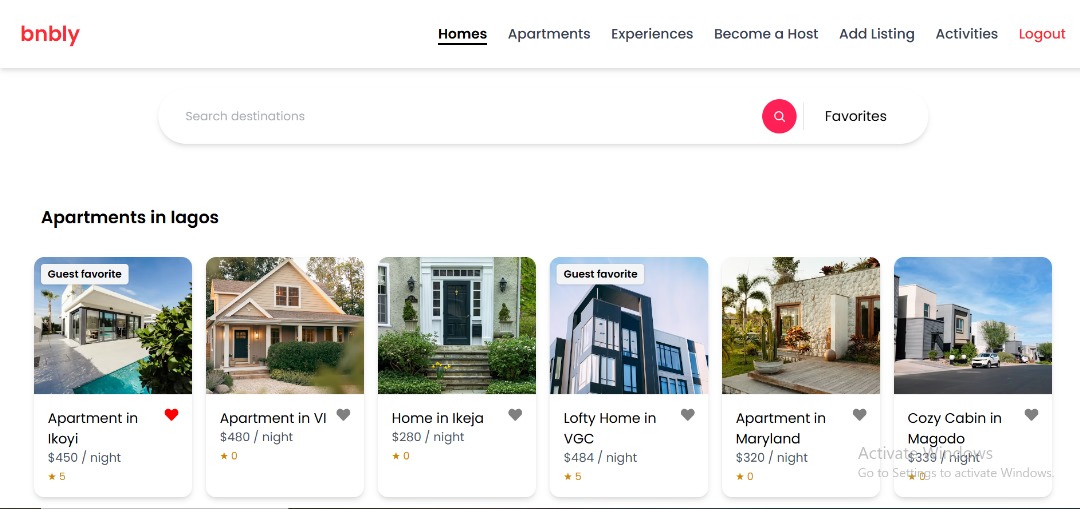 bnbly
Homes Apartments Experiences Become a Host Add Listing Activities Logout
Search destinations
Favorites
Apartments in lagos
Guest favorite
Apartment in
Ikoyi
$450 / night
★ 5
Apartment in VI
$480 / night
★ 0
Home in Ikeja
$280 / night
★ 0
Guest favorite
Lofty Home in
VGC
$484 / night
★ 5
Apartment in
Maryland
$320 / night
★ 0
Cozy Cabin in
Magodo
$339 / night
★ 0
Activate Windows
Go to Settings to activate Windows.